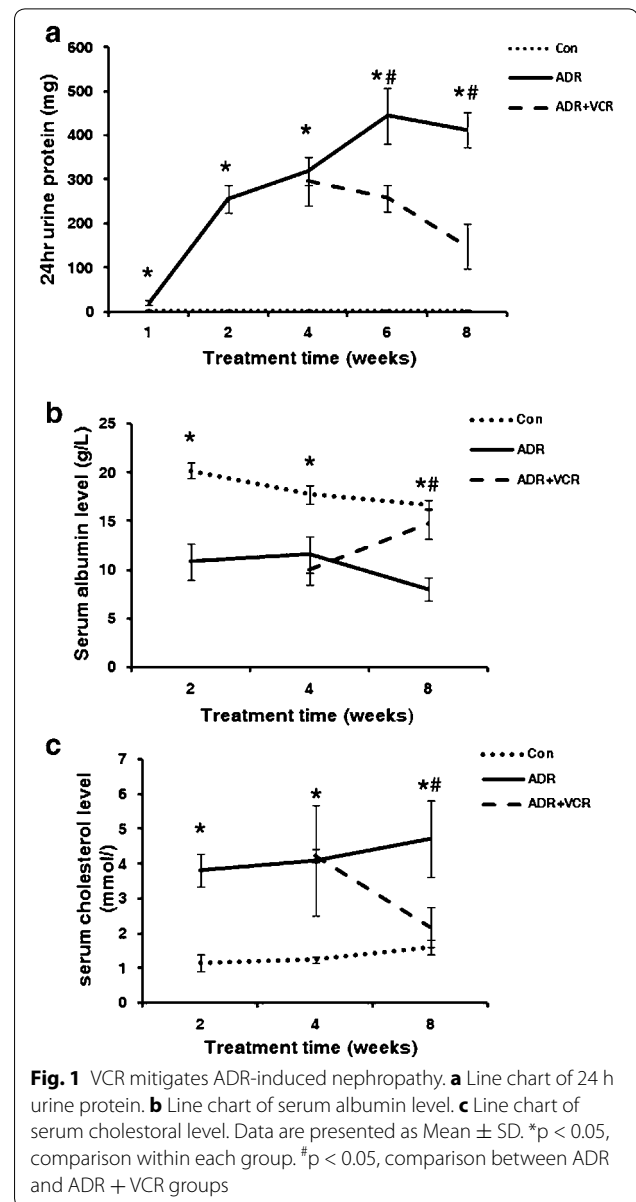 a
600
500
400
300
200
100
0
24hr urine protein (mg)
* * * *# *#
1 2 4 6 8
Treatment time (weeks)
Con
ADR
ADR+VCR
b
25
20
15
10
5
0
Serum albumin level (g/L)
* * *#
2 4 8
Treatment time (weeks)
Con
ADR
ADR+VCR
c
7
6
5
4
3
2
1
0
serum cholesterol level
(mmol/)
* * *#
2 4 8
Treatment time (weeks)
Con
ADR
ADR+VCR
Fig. 1 VCR mitigates ADR-induced nephropathy. a Line chart of 24 h
urine protein. b Line chart of serum albumin level. c Line chart of
serum cholestoral level. Data are presented as Mean ± SD. *p < 0.05,
comparison within each group. #p < 0.05, comparison between ADR
and ADR + VCR groups